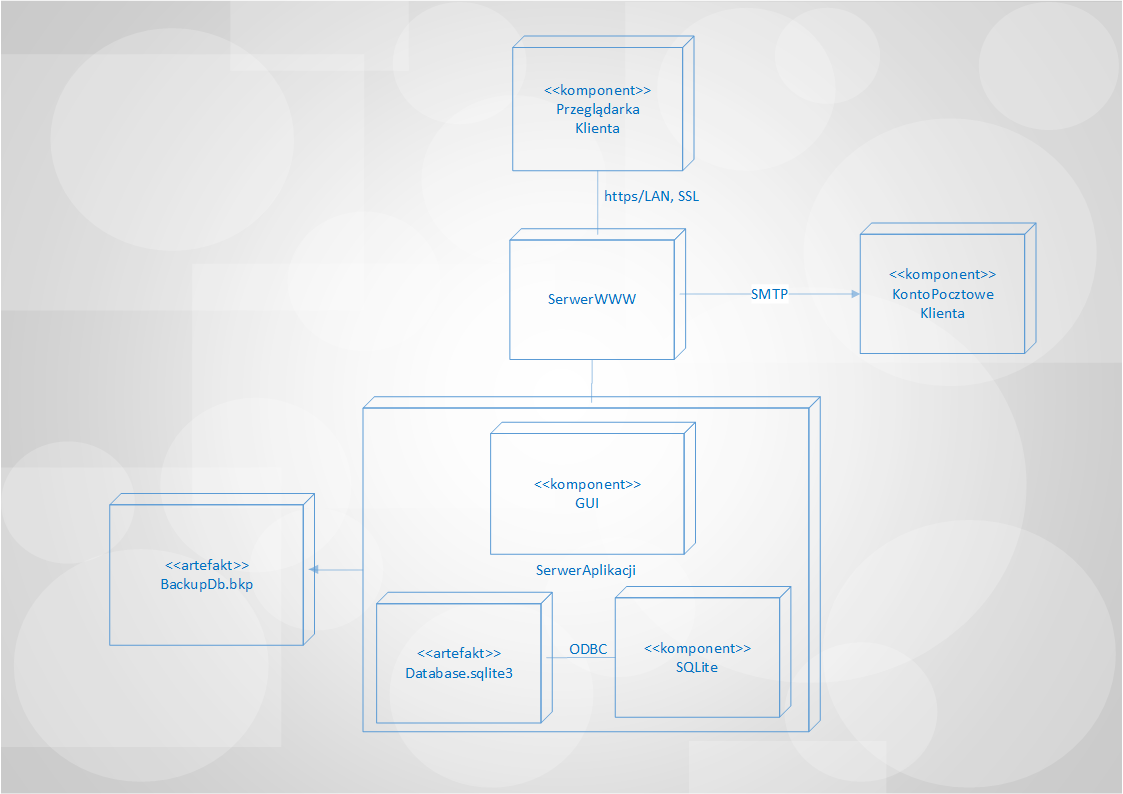 <<komponent>>
Przeglądarka
Klienta
https/LAN, SSL
SerwerWWW
SMTP
<<komponent>>
KontoPocztowe
Klienta
<<komponent>>
GUI
SerwerAplikacji
<<artefakt>>
BackupDb.bkp
<<artefakt>>
Database.sqlite3
ODBC
<<komponent>>
SQLite